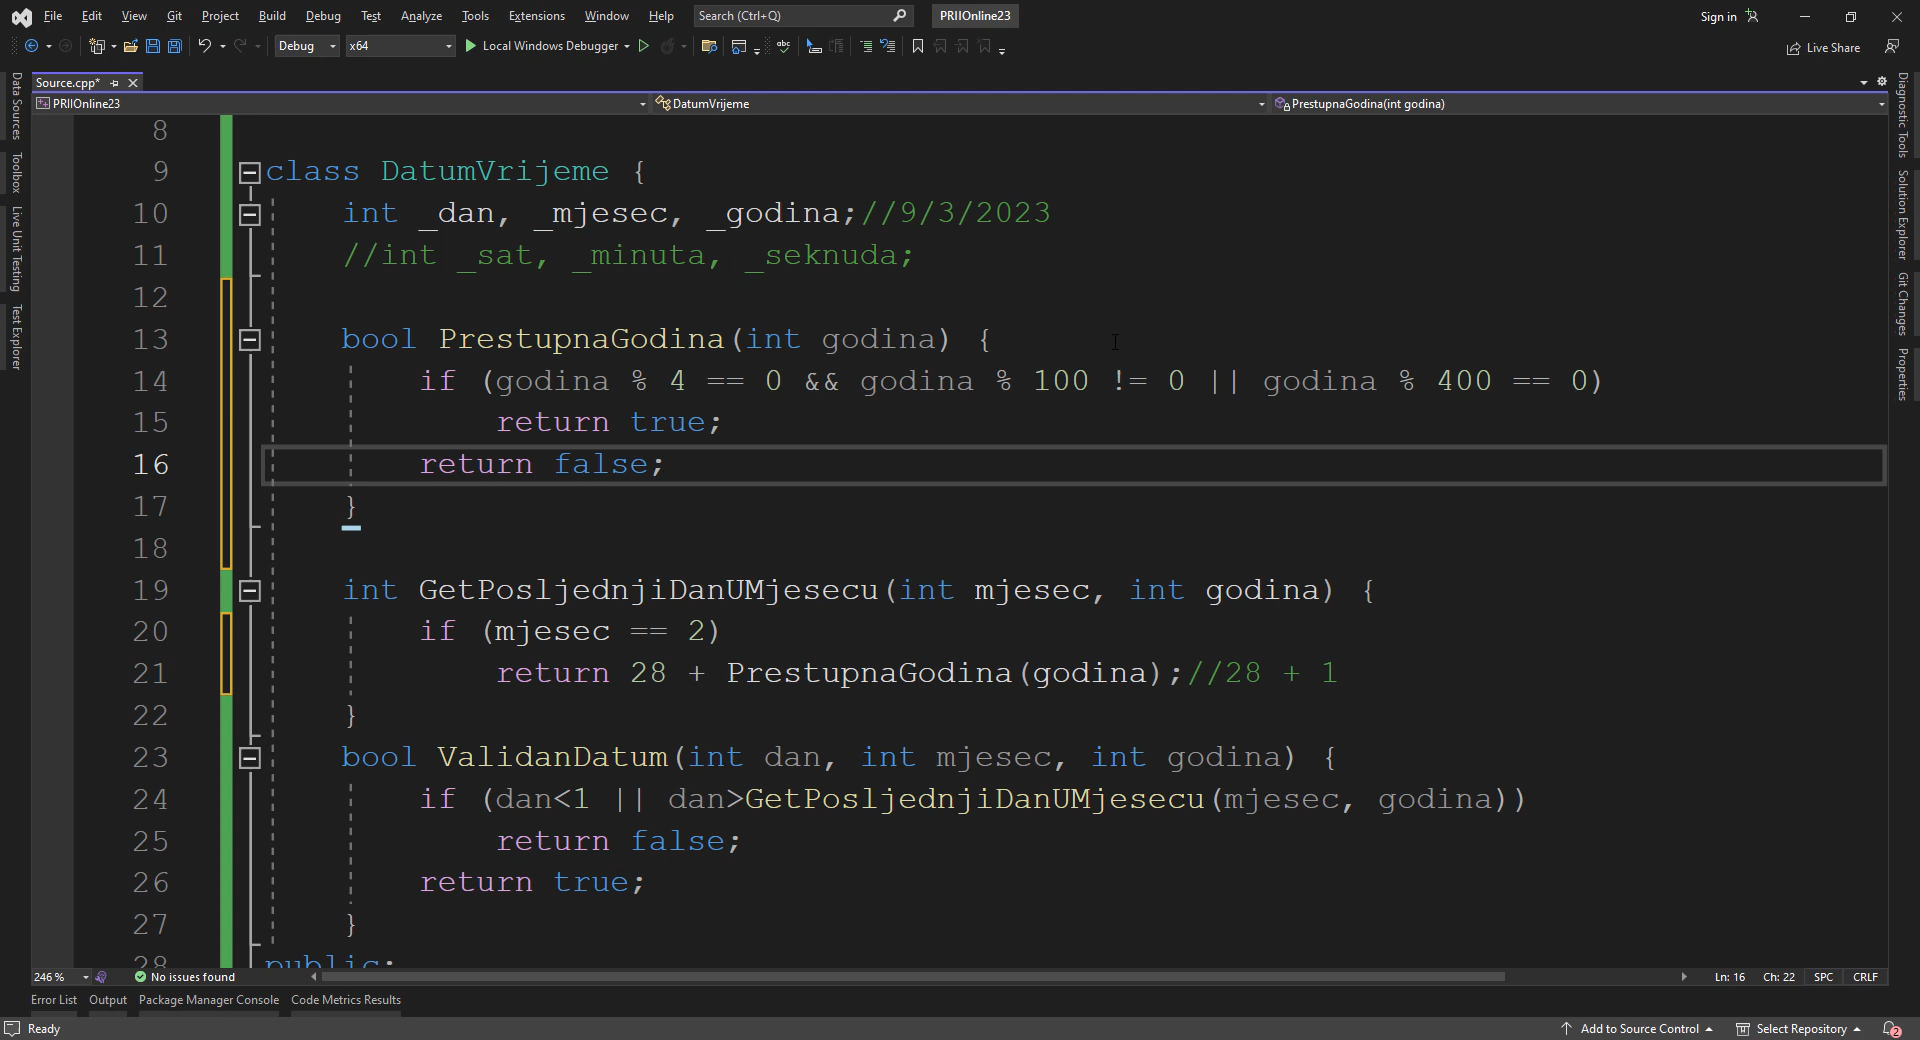 File Edit View Git Project Build Debug Test Analyze Tools Extensions Window Help Search (Ctrl+Q) PRIIOnline23 Sign in
Debug x64 Local Windows Debugger Live Share
Source.cpp*
PRIIOnline23 DatumVrijeme PrestupnaGodina(int godina)
Data Sources
Toolbox
Live Unit Testing
Test Explorer
8
9 class DatumVrijeme {
10 int _dan, _mjesec, _godina;//9/3/2023
11 //int _sat, _minuta, _seknuda;
12
13 bool PrestupnaGodina(int godina) {
14 if (godina % 4 == 0 && godina % 100 != 0 || godina % 400 == 0)
15 return true;
16 return false;
17 }
18
19 int GetPosljednjiDanUMjesecu(int mjesec, int godina) {
20 if (mjesec == 2)
21 return 28 + PrestupnaGodina(godina);//28 + 1
22 }
23 bool ValidanDatum(int dan, int mjesec, int godina) {
24 if (dan<1 || dan>GetPosljednjiDanUMjesecu(mjesec, godina))
25 return false;
26 return true;
27 }
28 public:
Diagnostic Tools
Solution Explorer
Git Changes
Properties
246 % No issues found Ln: 16 Ch: 22 SPC CRLF
Error List Output Package Manager Console Code Metrics Results
Ready Add to Source Control Select Repository 2